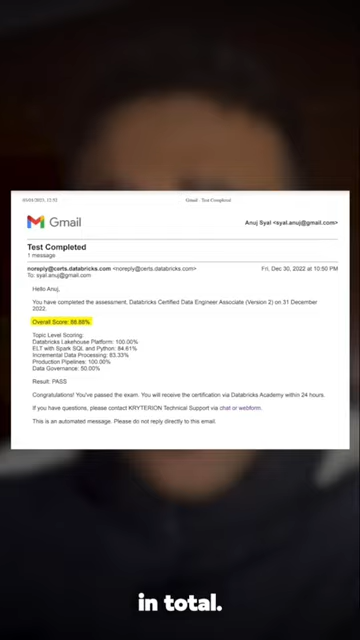 03/01/2023, 12:52
Gmail - Test Completed
Gmail
Anuj Syal <syal.anuj@gmail.com>
Test Completed
1 message
noreply@certs.databricks.com <noreply@certs.databricks.com>
Fri, Dec 30, 2022 at 10:50 PM
To: syal.anuj@gmail.com
Hello Anuj,
You have completed the assessment, Databricks Certified Data Engineer Associate (Version 2) on 31 December
2022.
Overall Score: 88.88%.
Topic Level Scoring:
Databricks Lakehouse Platform: 100.00%
ELT with Spark SQL and Python: 84.61%
Incremental Data Processing: 83.33%
Production Pipelines: 100.00%
Data Governance: 50.00%
Result: PASS
Congratulations! You've passed the exam. You will receive the certification via Databricks Academy within 24 hours.
If you have questions, please contact KRYTERION Technical Support via chat or webform.
This is an automated message. Please do not reply directly to this email.
in total.